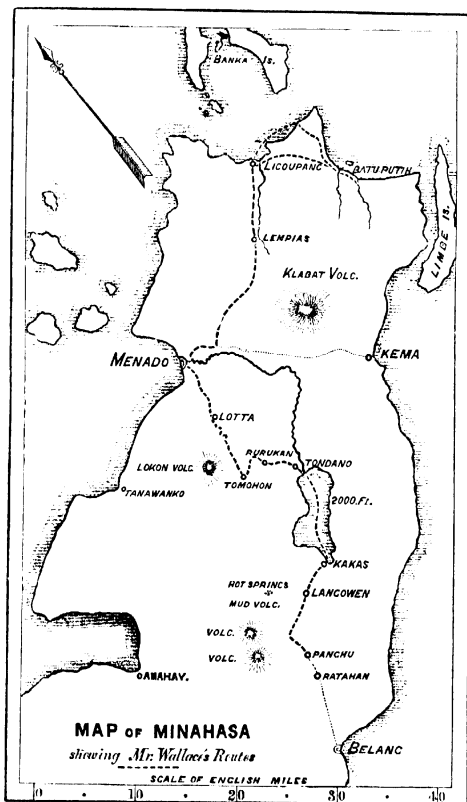 BANKA IS.
LICOUPANG
BATUPUTIH
LIMBE IS.
LEMPIAS
KLABAT VOLC.
MENADO
KEMA
LOTTA
RURUKAN
TONDANO
LOKON VOLC.
TOMOHON
TANAWANKO
2000.Ft.
KAKAS
HOT SPRINGS
MUD VOLC.
LANGOWEN
VOLC.
VOLC.
PANCHU
RATAHAN
AMAHAY.
MAP OF MINAHASA
shewing Mr. Wallace's Routes
BELANG
SCALE OF ENGLISH MILES
0 10 20 30 40